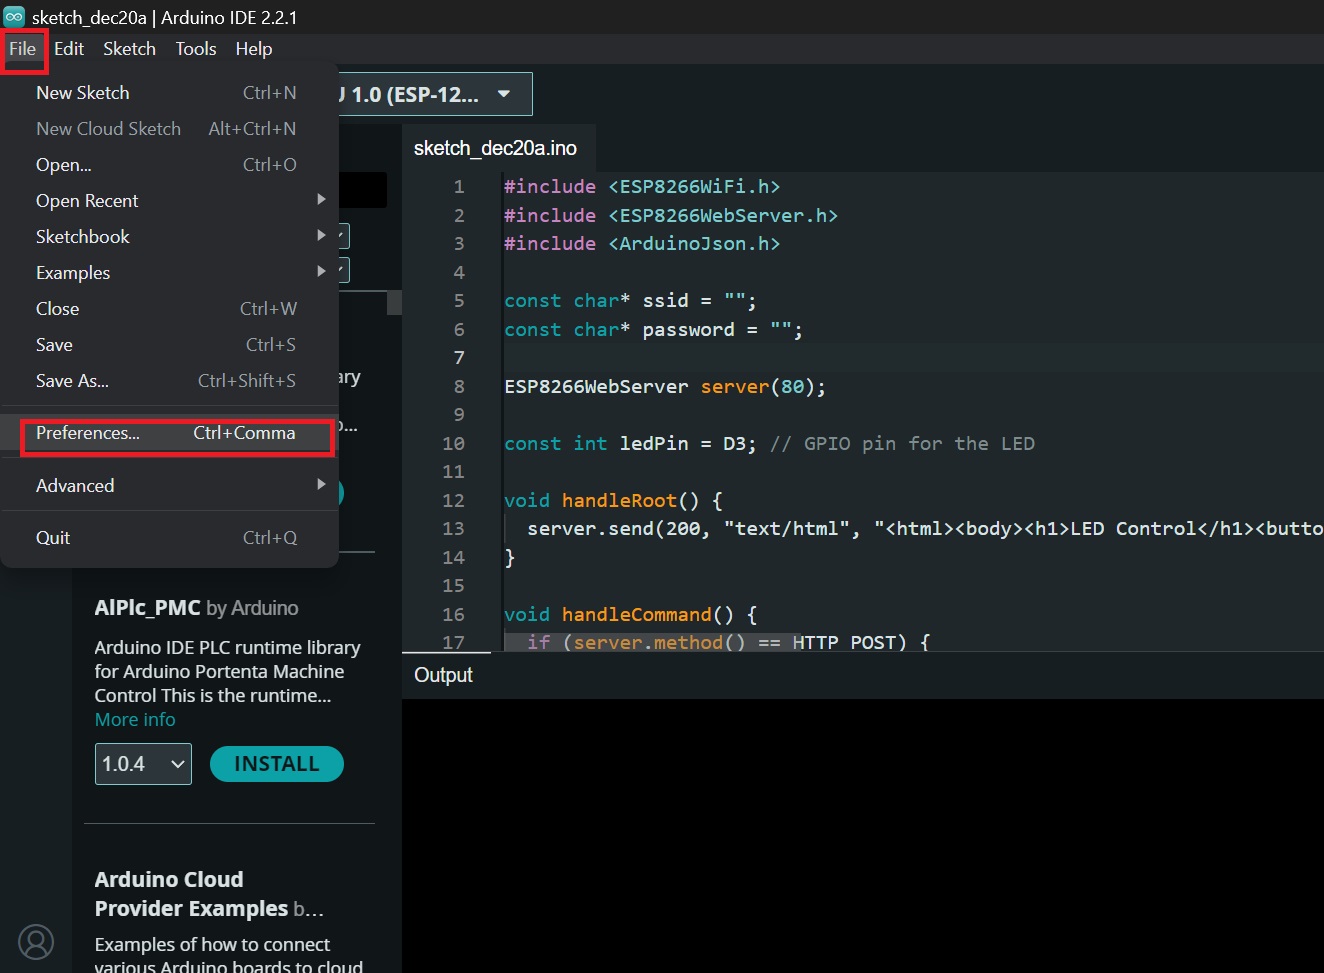 sketch_dec20a | Arduino IDE 2.2.1
File Edit Sketch Tools Help
New Sketch Ctrl+N
New Cloud Sketch Alt+Ctrl+N
Open... Ctrl+O
Open Recent
Sketchbook
Examples
Close Ctrl+W
Save Ctrl+S
Save As... Ctrl+Shift+S
Preferences... Ctrl+Comma
Advanced
Quit Ctrl+Q
1.0 (ESP-12...
AlPlc_PMC by Arduino
Arduino IDE PLC runtime library
for Arduino Portenta Machine
Control This is the runtime...
More info
1.0.4 INSTALL
Arduino Cloud
Provider Examples b...
Examples of how to connect
various Arduino boards to cloud
sketch_dec20a.ino
1 #include <ESP8266WiFi.h>
2 #include <ESP8266WebServer.h>
3 #include <ArduinoJson.h>
4
5 const char* ssid = "";
6 const char* password = "";
7
8 ESP8266WebServer server(80);
9
10 const int ledPin = D3; // GPIO pin for the LED
11
12 void handleRoot() {
13 server.send(200, "text/html", "<html><body><h1>LED Control</h1><butto
14 }
15
16 void handleCommand() {
17 if (server.method() == HTTP_POST) {
Output